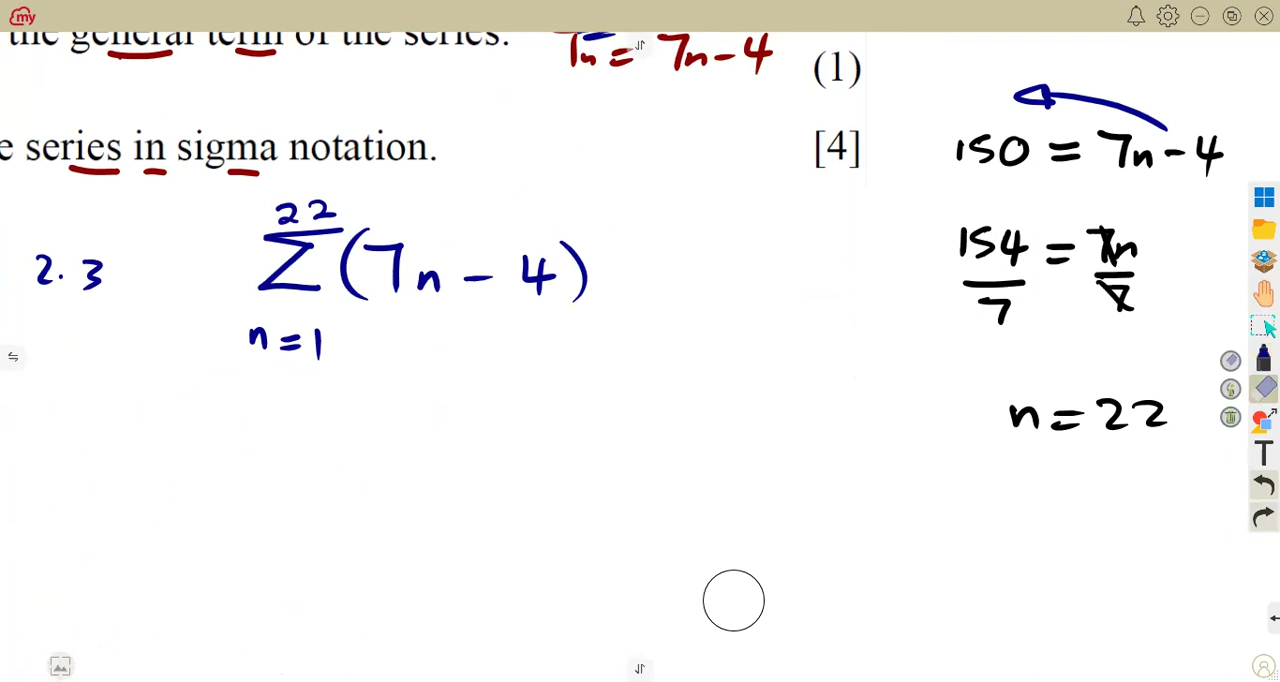 my
the general term of the series.
Tn = 7n - 4
(1)
e series in sigma notation.
[4]
2.3
22
Σ (7n - 4)
n = 1
150 = 7n - 4
154 = 7n
7 7
n = 22
T